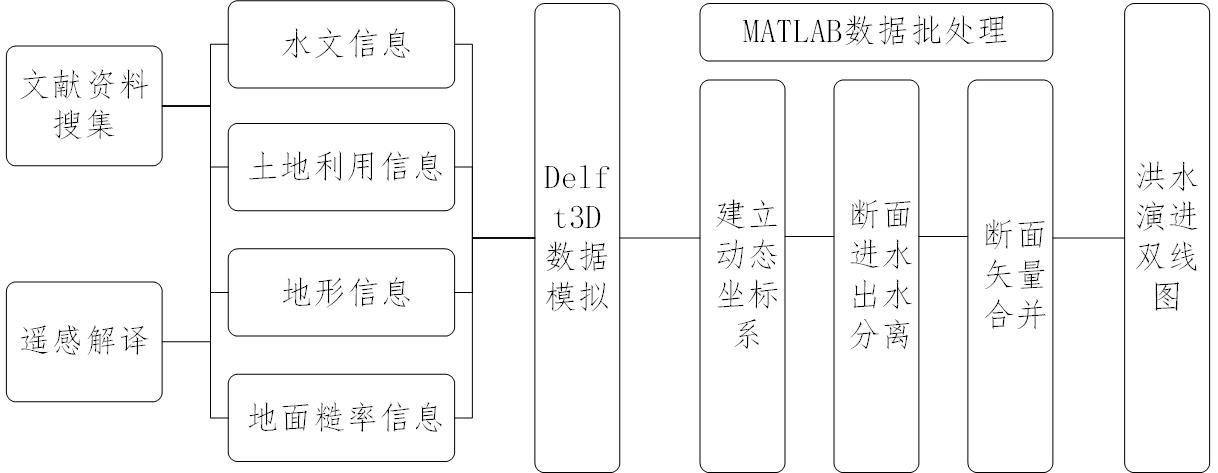 文献资料
搜集
遥感解译
水文信息
土地利用信息
地形信息
地面糙率信息
Delf
t3D
数据
模拟
MATLAB数据批处理
建立
动态
坐标
系
断面
进水
出水
分离
断面
矢量
合并
洪水
演进
双线
图